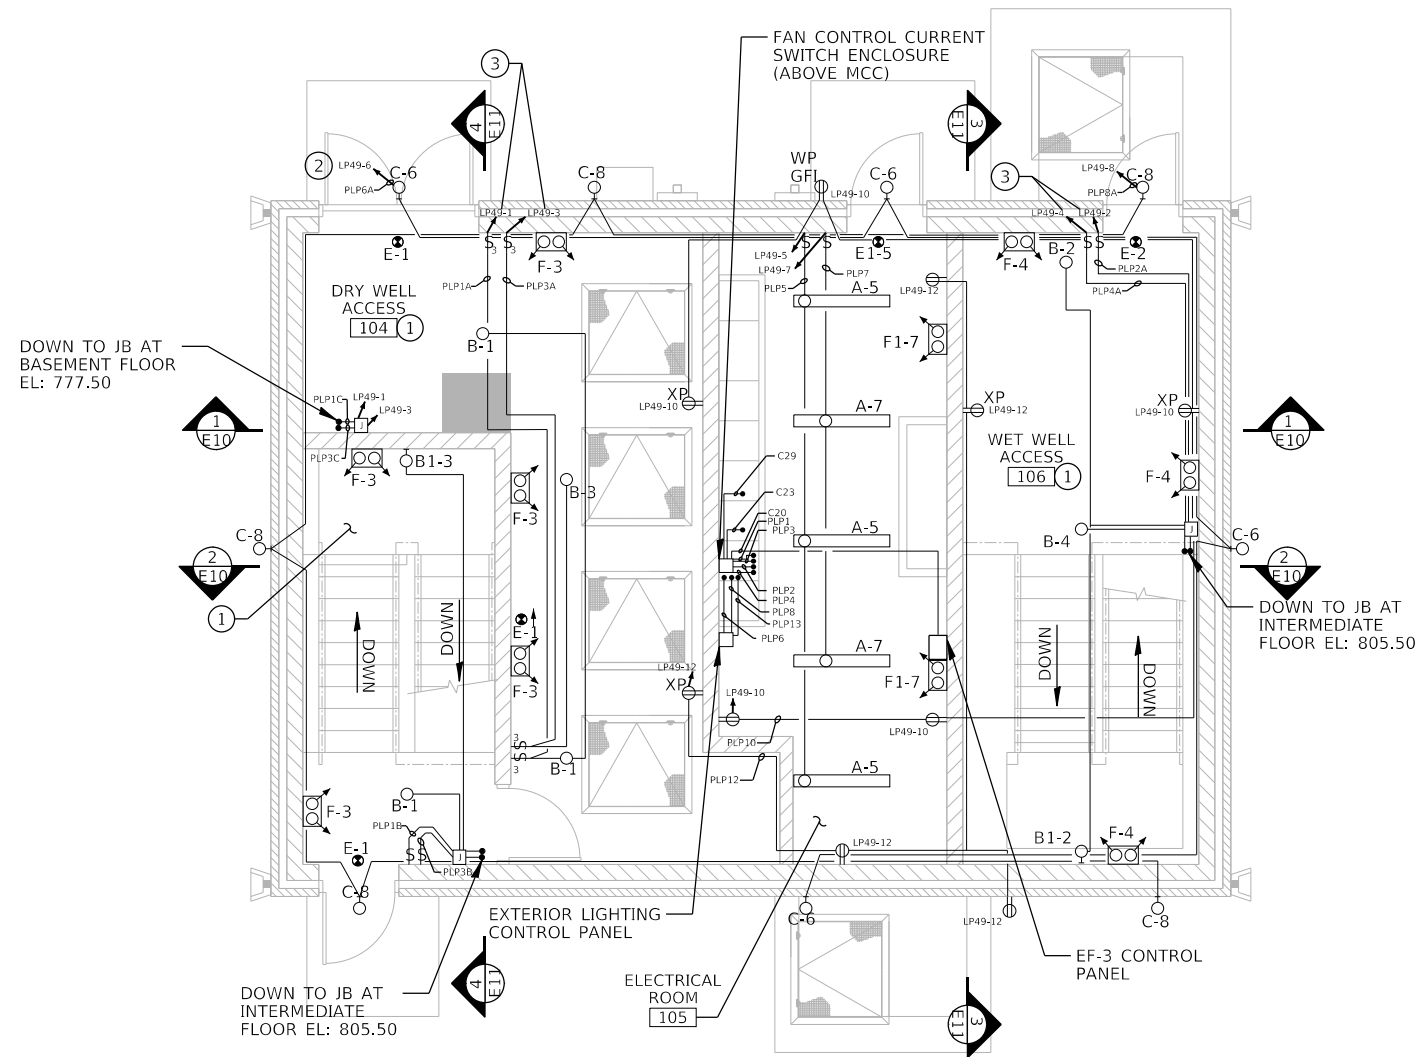 FAN CONTROL CURRENT
SWITCH ENCLOSURE
(ABOVE MCC)
3
4
E11
3
E11
2
LP49-6
C-6
PLP6A
C-8
WP
GFI
LP49-10
C-6
3
LP49-8
C-8
PLP8A
LP49-1
LP49-3
LP49-4
LP49-2
S
3
S
3
S
S
S
S
E-1
F-3
LP49-5
LP49-7
E1-5
F-4
B-2
E-2
PLP1A
PLP3A
PLP5
PLP7
LP49-12
PLP2A
PLP4A
DRY WELL
ACCESS
104
1
A-5
B-1
F1-7
DOWN TO JB AT
BASEMENT FLOOR
EL: 777.50
PLP1C
LP49-1
LP49-3
J
PLP3C
XP
LP49-10
A-7
XP
LP49-12
XP
LP49-10
1
E10
1
E10
WET WELL
ACCESS
106
1
F-3
B1-3
C29
F-4
F-3
B-3
C23
C20
PLP1
PLP3
A-5
B-4
J
C-8
C-6
2
E10
2
E10
PLP2
PLP4
PLP8
PLP13
PLP6
1
E-1
DOWN TO JB AT
INTERMEDIATE
FLOOR EL: 805.50
DOWN
DOWN
DOWN
DOWN
F-3
LP49-12
XP
LP49-10
A-7
F1-7
LP49-10
PLP10
3
S
S
3
B-1
PLP12
A-5
F-3
B-1
PLP1B
E-1
S
S
J
PLP3B
LP49-12
B1-2
F-4
C-8
C-6
LP49-12
C-8
EXTERIOR LIGHTING
CONTROL PANEL
EF-3 CONTROL
PANEL
4
E11
ELECTRICAL
ROOM
105
DOWN TO JB AT
INTERMEDIATE
FLOOR EL: 805.50
3
E11